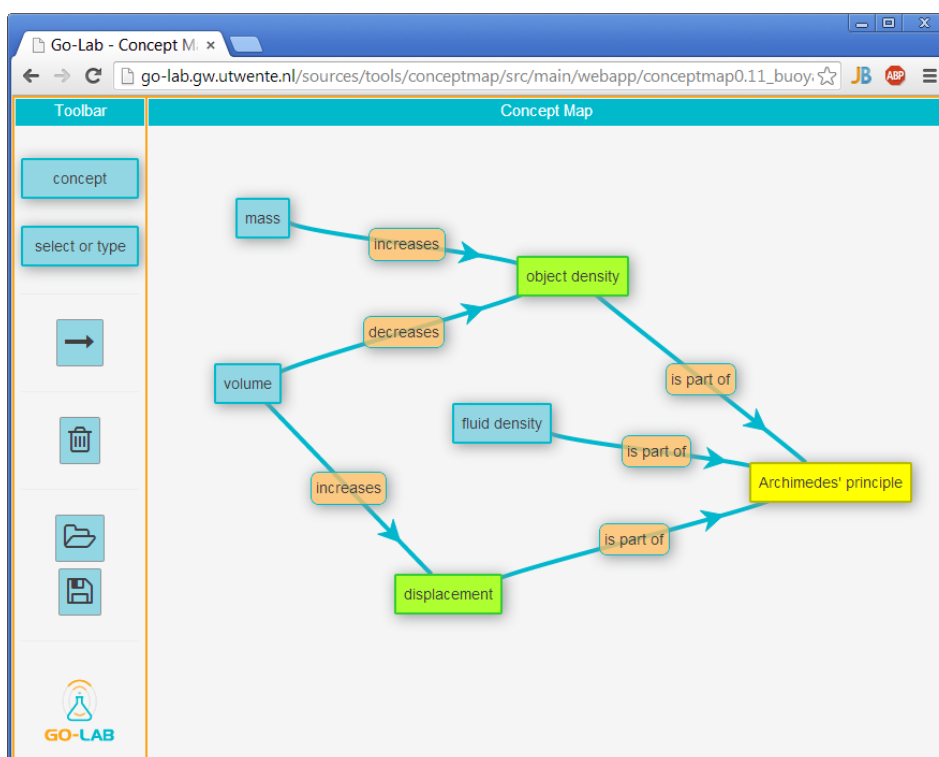 Go-Lab - Concept M
go-lab.gw.utwente.nl/sources/tools/conceptmap/src/main/webapp/conceptmap0.11_buoy
JB
ABP
Toolbar
Concept Map
concept
select or type
GO-LAB
mass
increases
object density
decreases
volume
is part of
fluid density
is part of
Archimedes' principle
increases
is part of
displacement